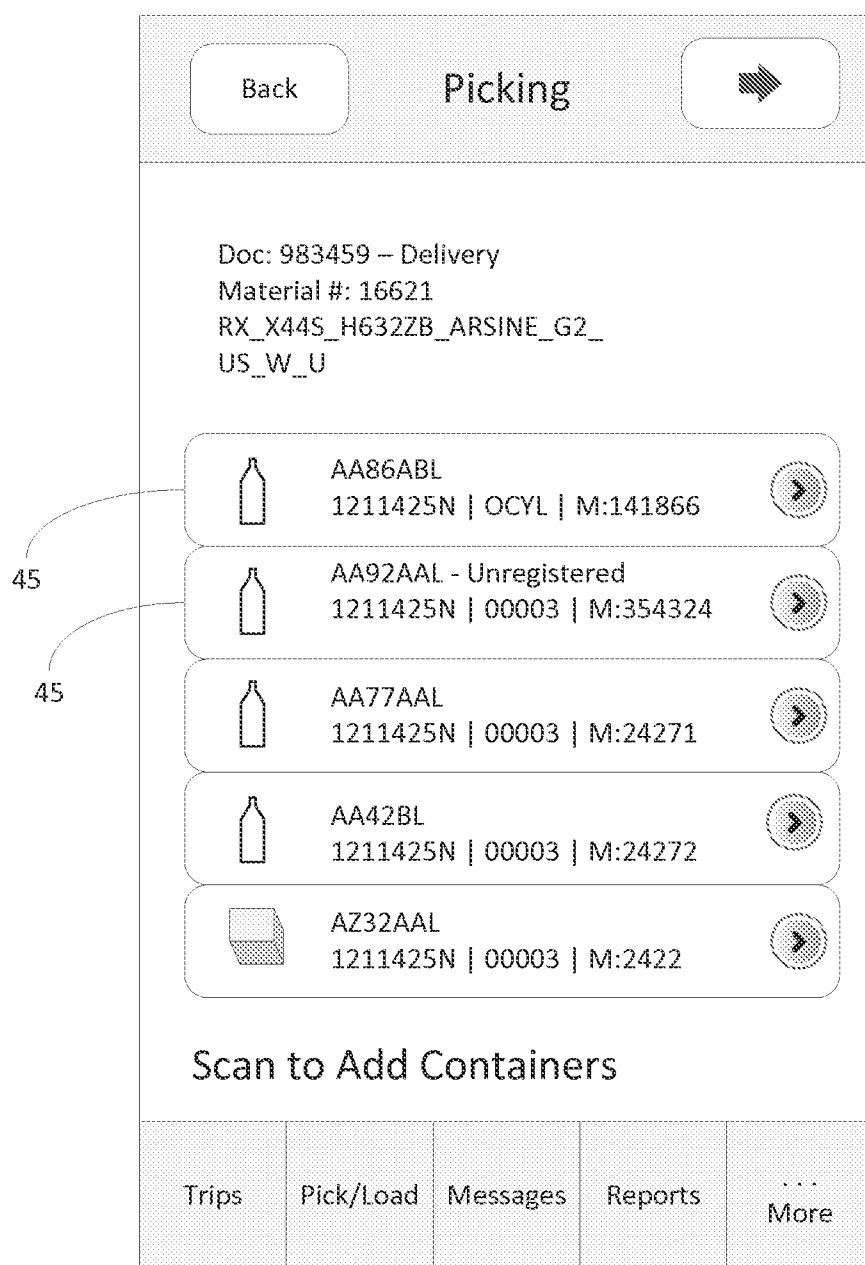 Back
Picking
Doc: 983459 – Delivery
Material #: 16621
RX_X44S_H632ZB_ARSINE_G2_
US_W_U
AA86ABL
1211425N | OCYL | M:141866
45
AA92AAL - Unregistered
1211425N | 00003 | M:354324
45
AA77AAL
1211425N | 00003 | M:24271
AA42BL
1211425N | 00003 | M:24272
AZ32AAL
1211425N | 00003 | M:2422
Scan to Add Containers
Trips
Pick/Load
Messages
Reports
. . .
More